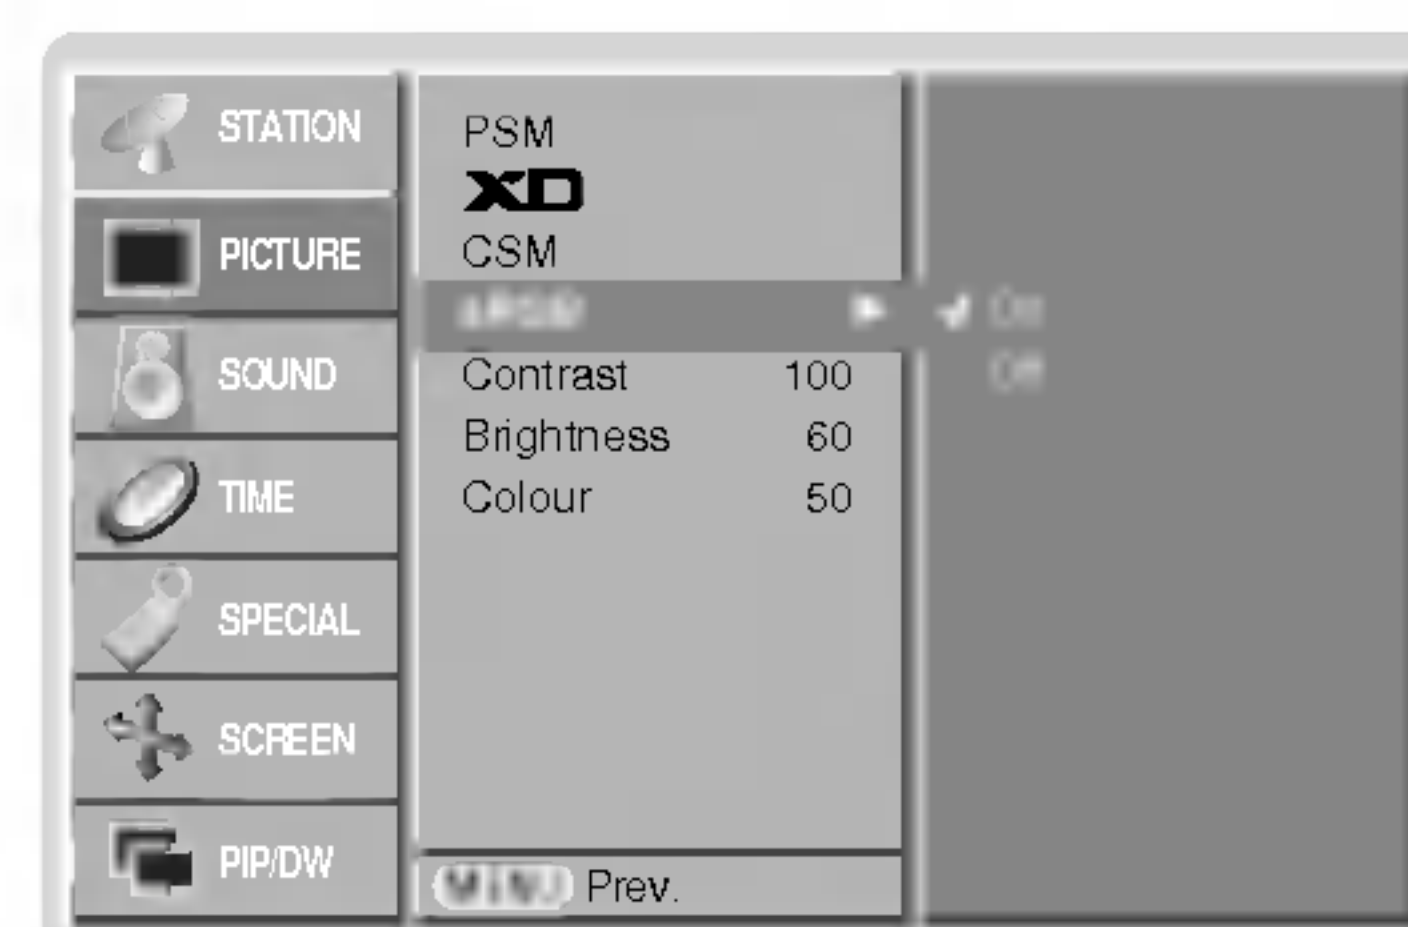 STATION
PICTURE
SOUND
TIME
SPECIAL
SCREEN
PIP/DW
PSM
XD
CSM
Contrast 100
Brightness 60
Colour 50
Prev.